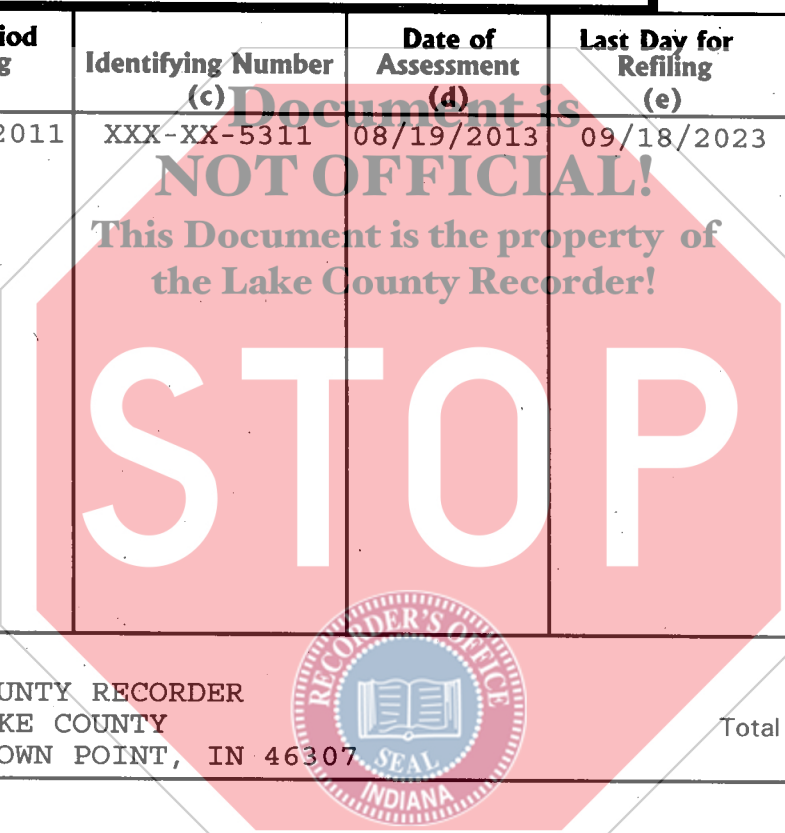 iod
g
Identifying Number
(c)
Date of
Assessment
(d)
Last Day for
Refiling
(e)
2011 XXX-XX-5311 08/19/2013 09/18/2023
Document is
NOT OFFICIAL!
This Document is the property of
the Lake County Recorder!
STOP
UNTY RECORDER
KE COUNTY
OWN POINT, IN 46307
Total
RECORDER'S OFFICE
SEAL
INDIANA